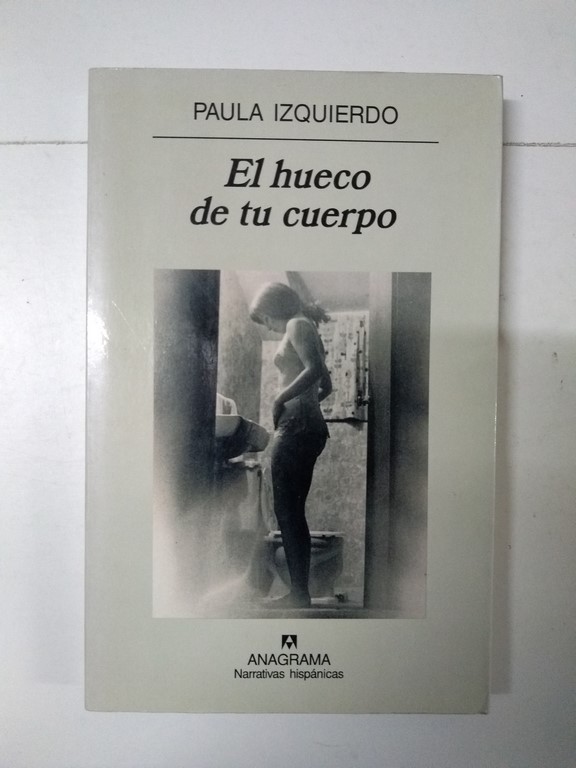 PAULA IZQUIERDO
El hueco
de tu cuerpo
ANAGRAMA
Narrativas hispánicas